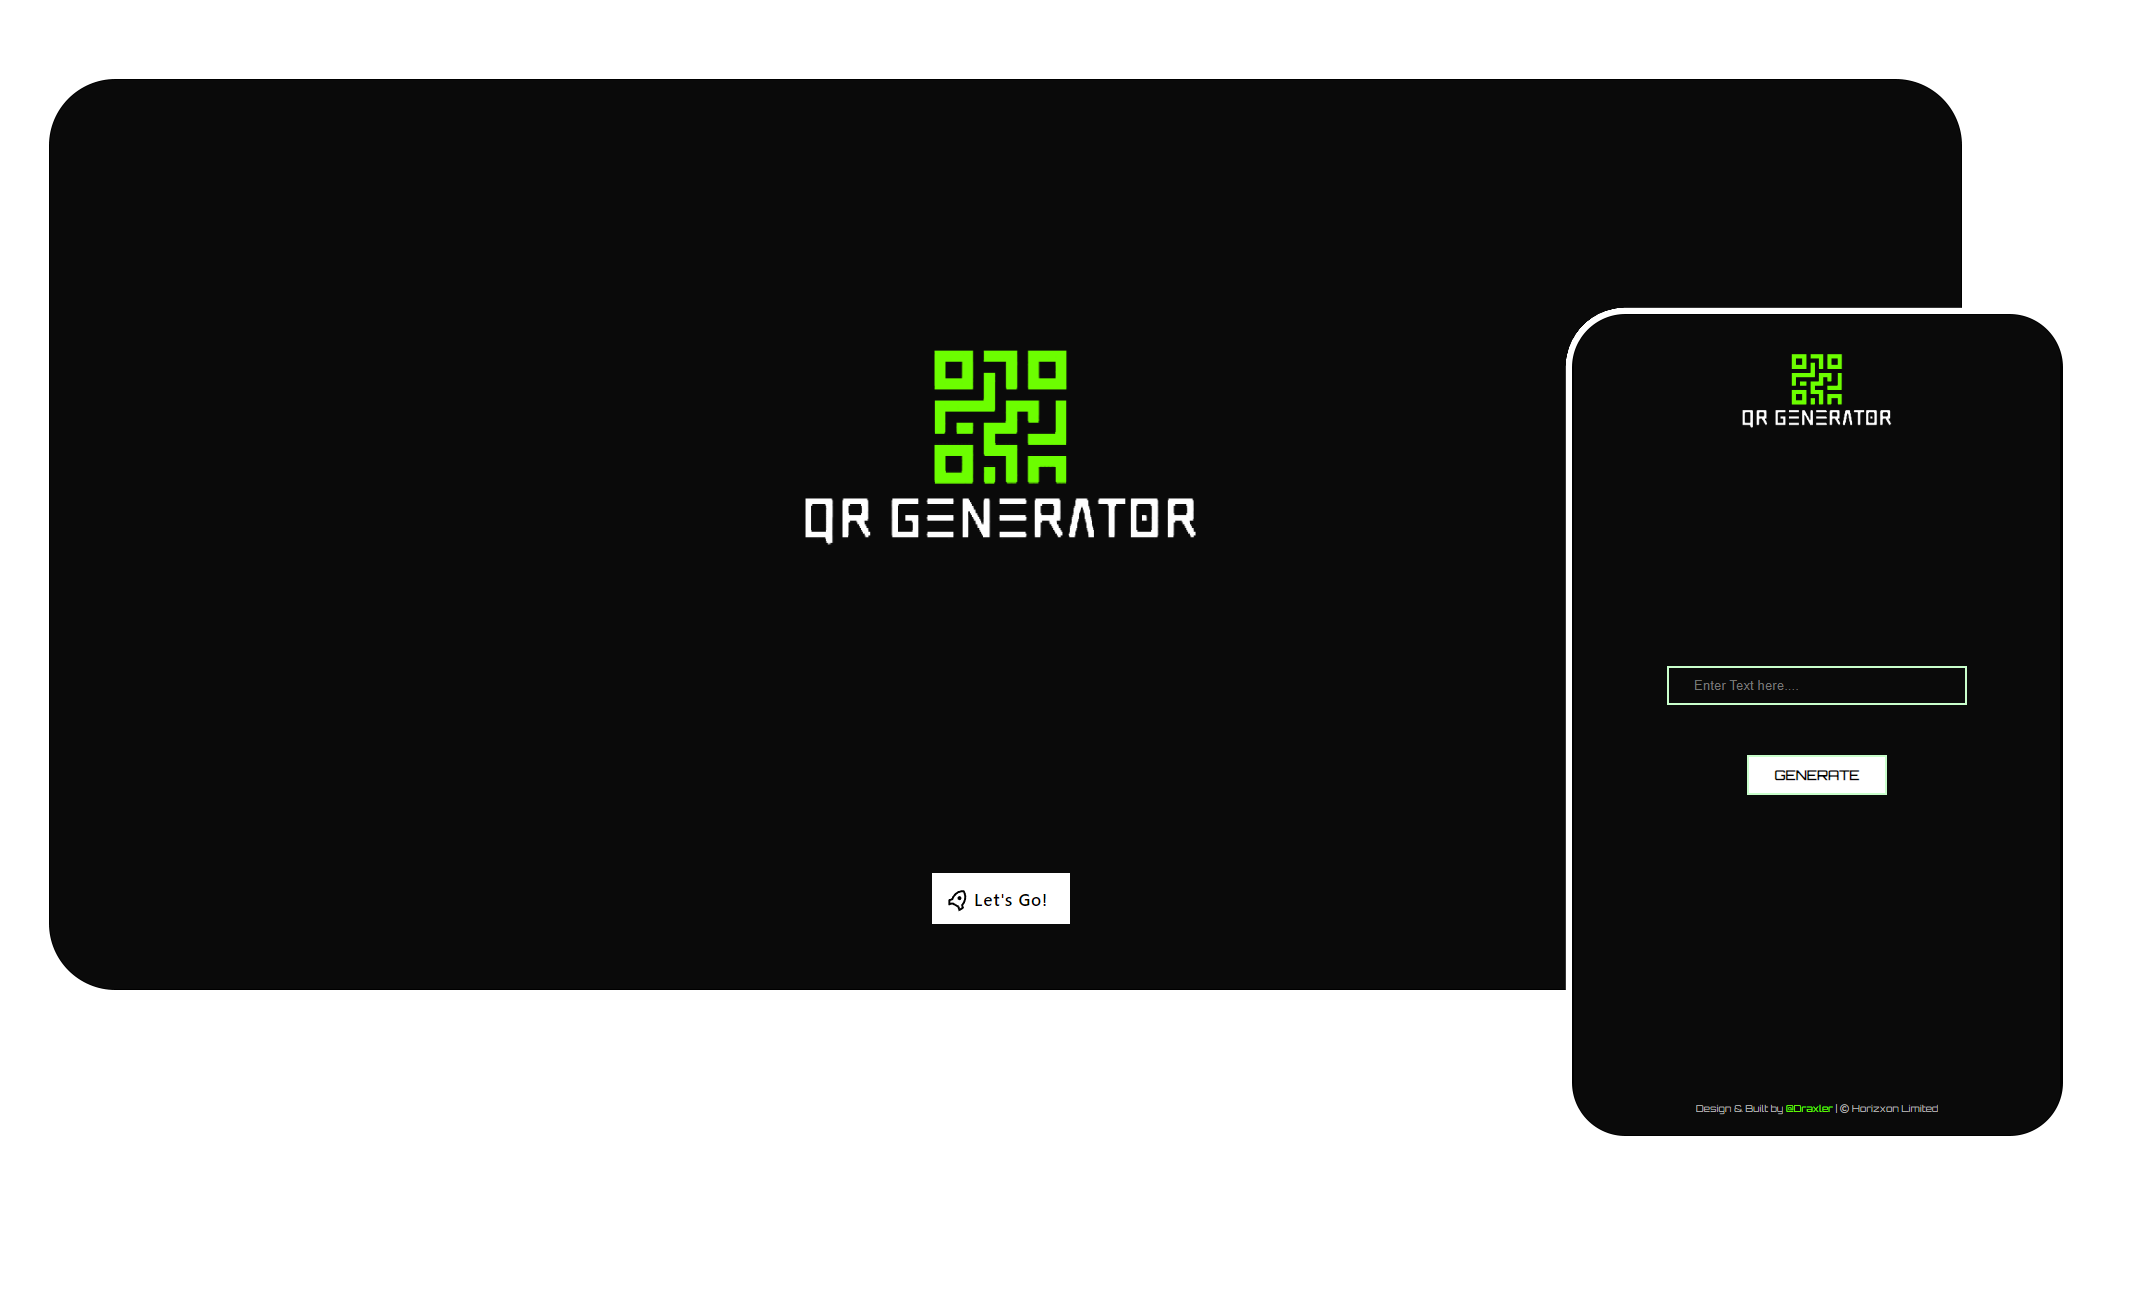 QR GENERATOR
Let's Go!
QR GENERATOR
Enter Text here....
GENERATE
Design & Built by @Draxler | © Horizxon Limited